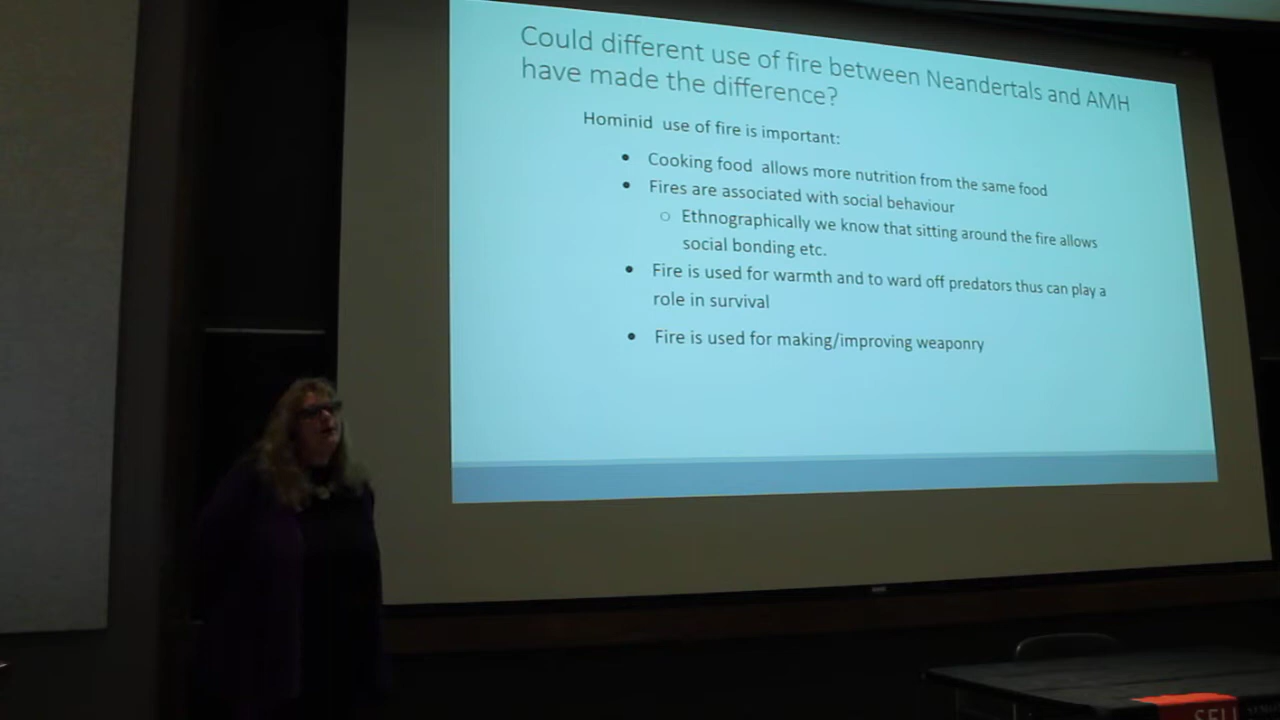 Could different use of fire between Neandertals and AMH
have made the difference?
Hominid use of fire is important:
• Cooking food allows more nutrition from the same food
• Fires are associated with social behaviour
○ Ethnographically we know that sitting around the fire allows
social bonding etc.
• Fire is used for warmth and to ward off predators thus can play a
role in survival
• Fire is used for making/improving weaponry